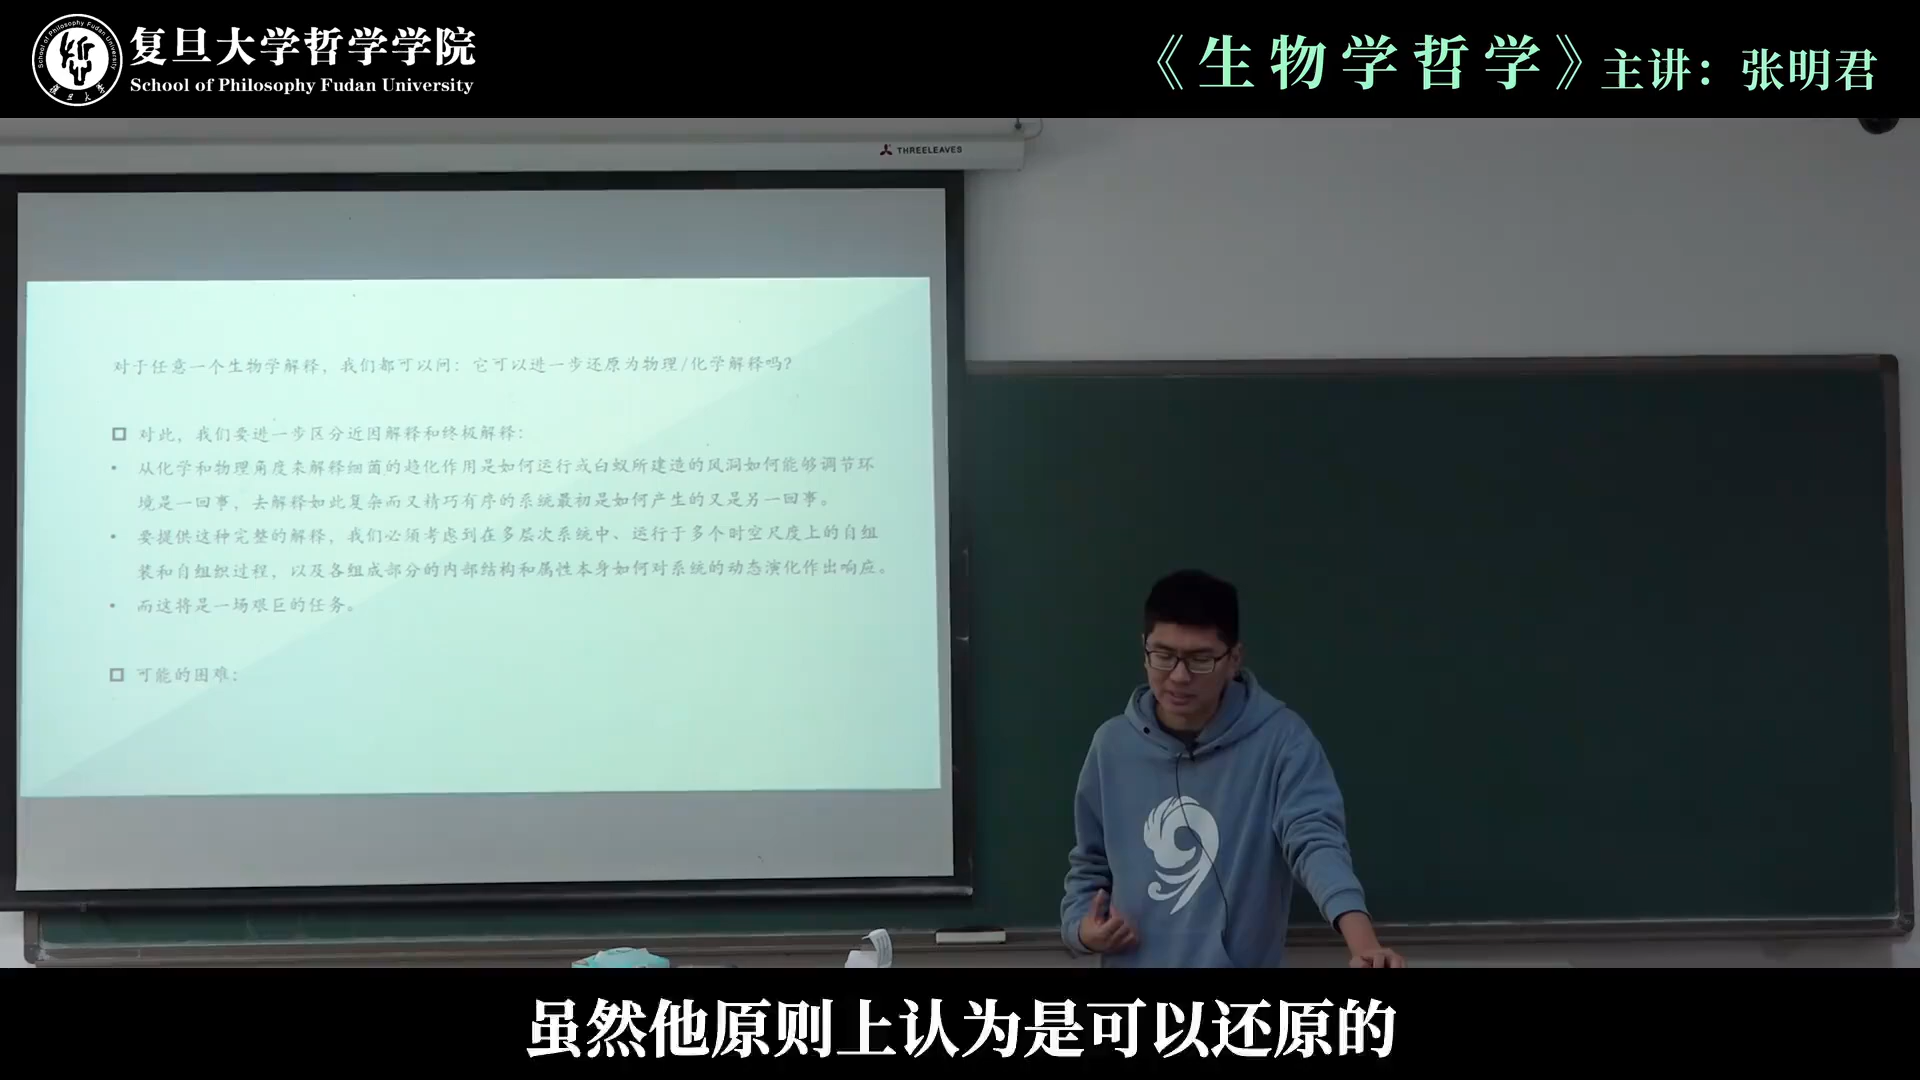 复旦大学哲学学院
School of Philosophy Fudan University
《生物学哲学》主讲：张明君
THREELEAVES
对于任意一个生物学解释，我们都可以问：它可以进一步还原为物理/化学解释吗？
对此，我们要进一步区分近因解释和终极解释：
• 从化学和物理角度来解释细菌的趋化作用是如何运行或白蚁所建造的风洞如何能够调节环
境是一回事，去解释如此复杂而又精巧有序的系统最初是如何产生的又是另一回事。
• 要提供这种完整的解释，我们必须考虑到在多层次系统中、运行于多个时空尺度上的自组
装和自组织过程，以及各组成部分的内部结构和属性本身如何对系统的动态演化作出响应。
• 而这将是一场艰巨的任务。
可能的困难：
虽然他原则上认为是可以还原的